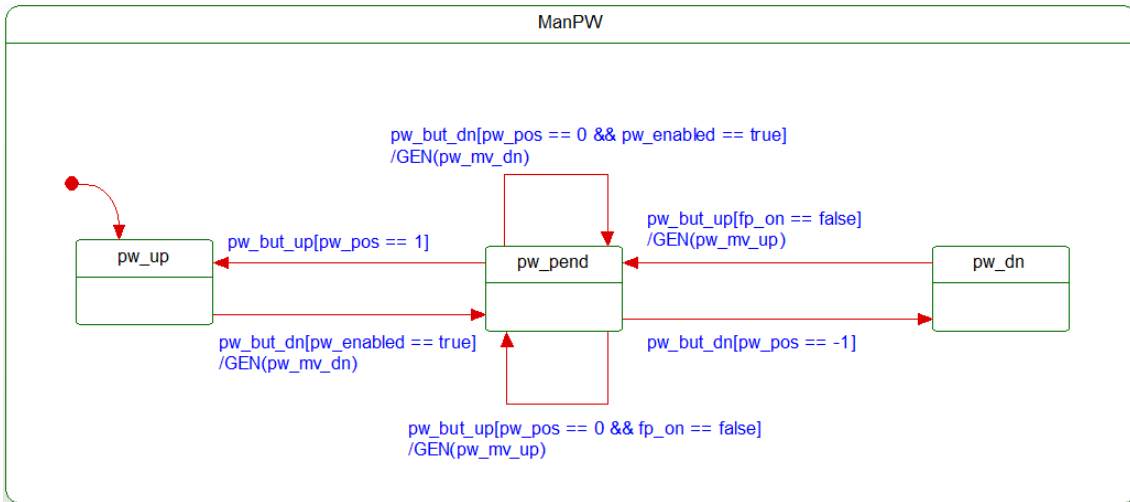 ManPW
pw_but_dn[pw_pos == 0 && pw_enabled == true]
/GEN(pw_mv_dn)
pw_but_up[fp_on == false]
/GEN(pw_mv_up)
pw_but_up[pw_pos == 1]
pw_up
pw_pend
pw_dn
pw_but_dn[pw_enabled == true]
/GEN(pw_mv_dn)
pw_but_dn[pw_pos == -1]
pw_but_up[pw_pos == 0 && fp_on == false]
/GEN(pw_mv_up)